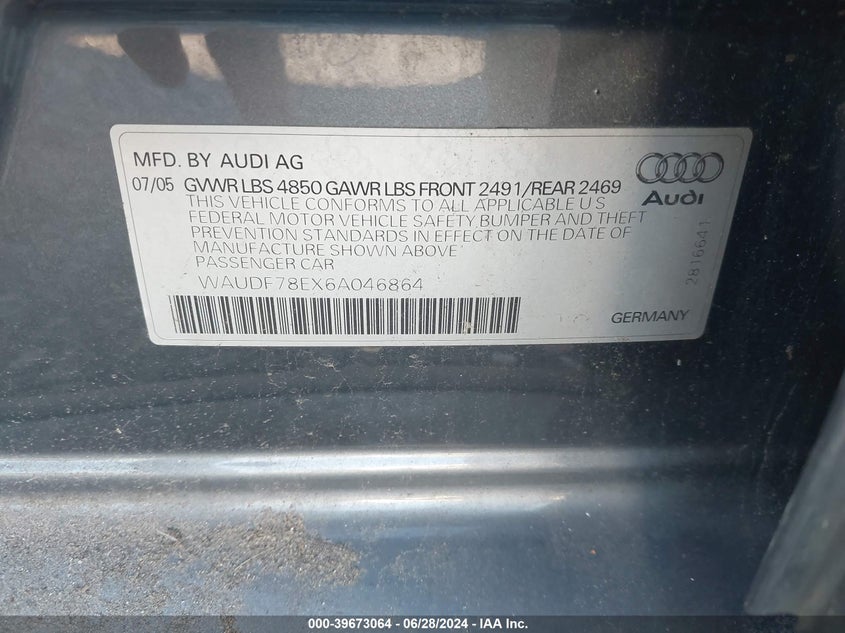 MFD. BY AUDI AG
07/05 GVWR LBS 4850 GAWR LBS FRONT 2491/REAR 2469
THIS VEHICLE CONFORMS TO ALL APPLICABLE U S
FEDERAL MOTOR VEHICLE SAFETY, BUMPER AND THEFT
PREVENTION STANDARDS IN EFFECT ON THE DATE OF
MANUFACTURE SHOWN ABOVE
PASSENGER CAR
WAUDF78EX6A046864
Audi
2816641
GERMANY
000-39673064 - 06/28/2024 - IAA Inc.